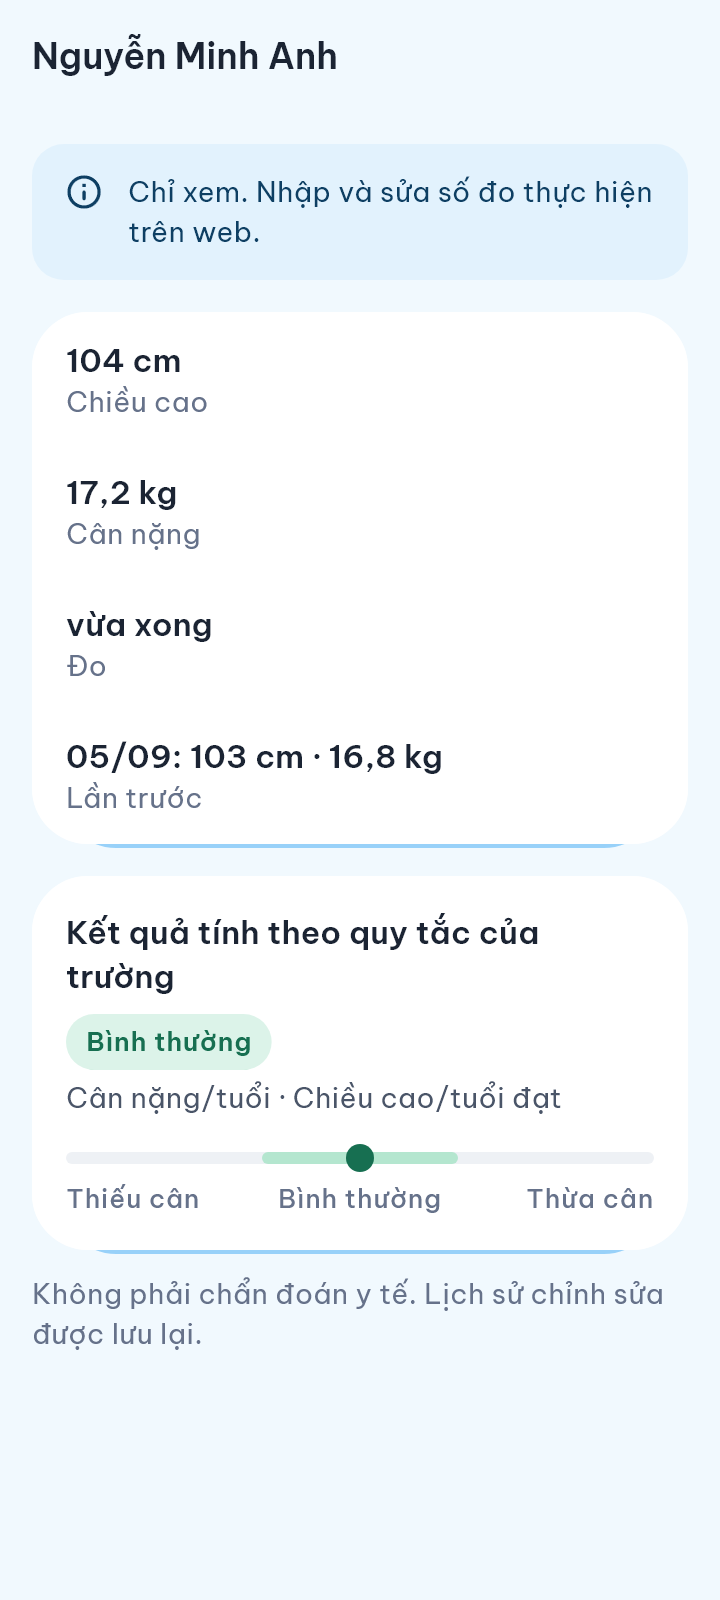 Nguyễn Minh Anh
Chỉ xem. Nhập và sửa số đo thực hiện
trên web.
104 cm
Chiều cao
17,2 kg
Cân nặng
vừa xong
Đo
05/09: 103 cm · 16,8 kg
Lần trước
Kết quả tính theo quy tắc của
trường
Bình thường
Cân nặng/tuổi · Chiều cao/tuổi đạt
Thiếu cân
Bình thường
Thừa cân
Không phải chẩn đoán y tế. Lịch sử chỉnh sửa
được lưu lại.